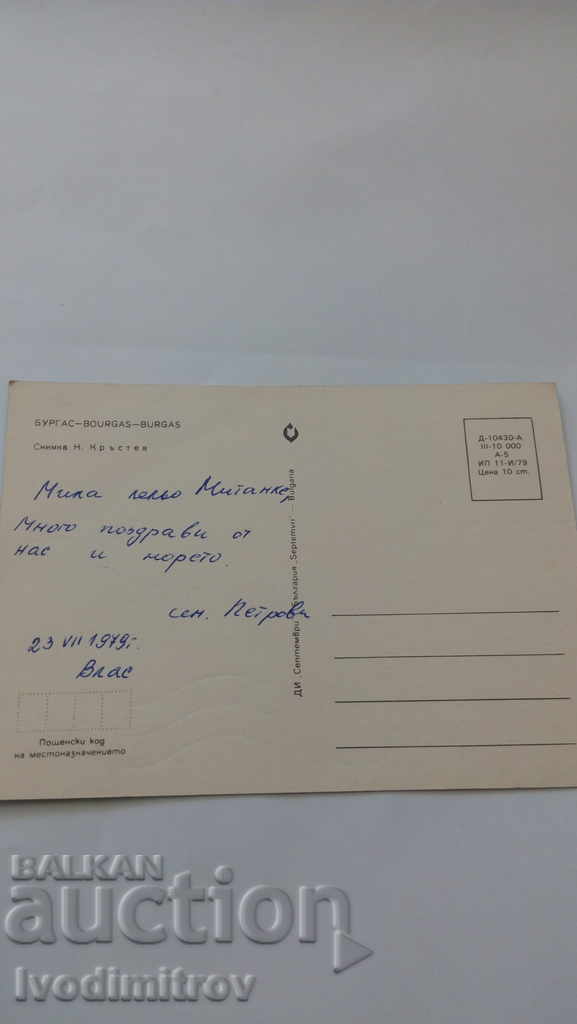 БУРГАС—BOURGAS—BURGAS
Снимка Н. Кръстев
Мила лельо Митанке,
Много поздрави от
нас и морето.
сем. Петрови
23 VII 1979г.
Влас
Пощенски код
на местоназначението
ДИ „Септември“ — България „Septemvri“ — Bulgaria
Д-10430-А
III-10 000
А-5
ИП 11-И/79
Цена 10 ст.
BALKAN
auction
Ivodimitrov